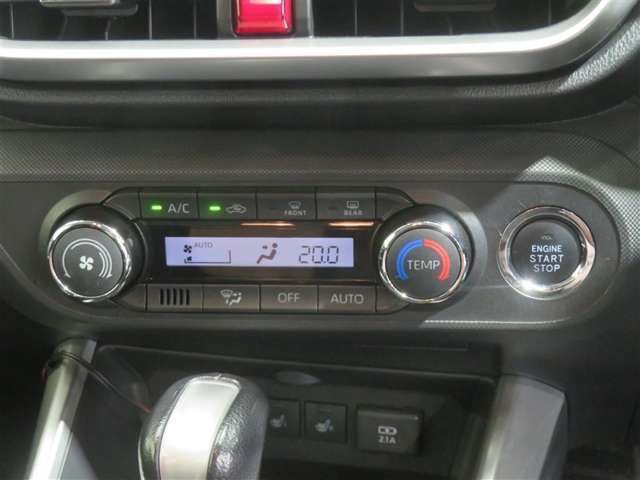 A/C
FRONT
REAR
AUTO
20.0
TEMP
ENGINE
START
STOP
OFF
AUTO
2.1A